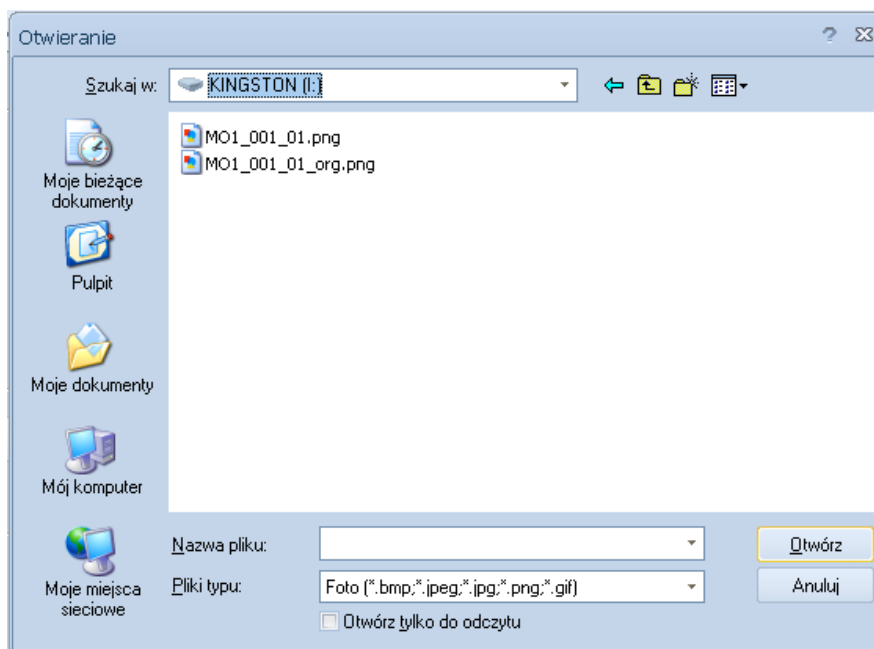 Otwieranie
Szukaj w:
KINGSTON (I:)
MO1_001_01.png
MO1_001_01_org.png
Moje bieżące
dokumenty
Pulpit
Moje dokumenty
Mój komputer
Moje miejsca
sieciowe
Nazwa pliku:
Otwórz
Pliki typu:
Foto (*.bmp;*.jpeg;*.jpg;*.png;*.gif)
Anuluj
Otwórz tylko do odczytu